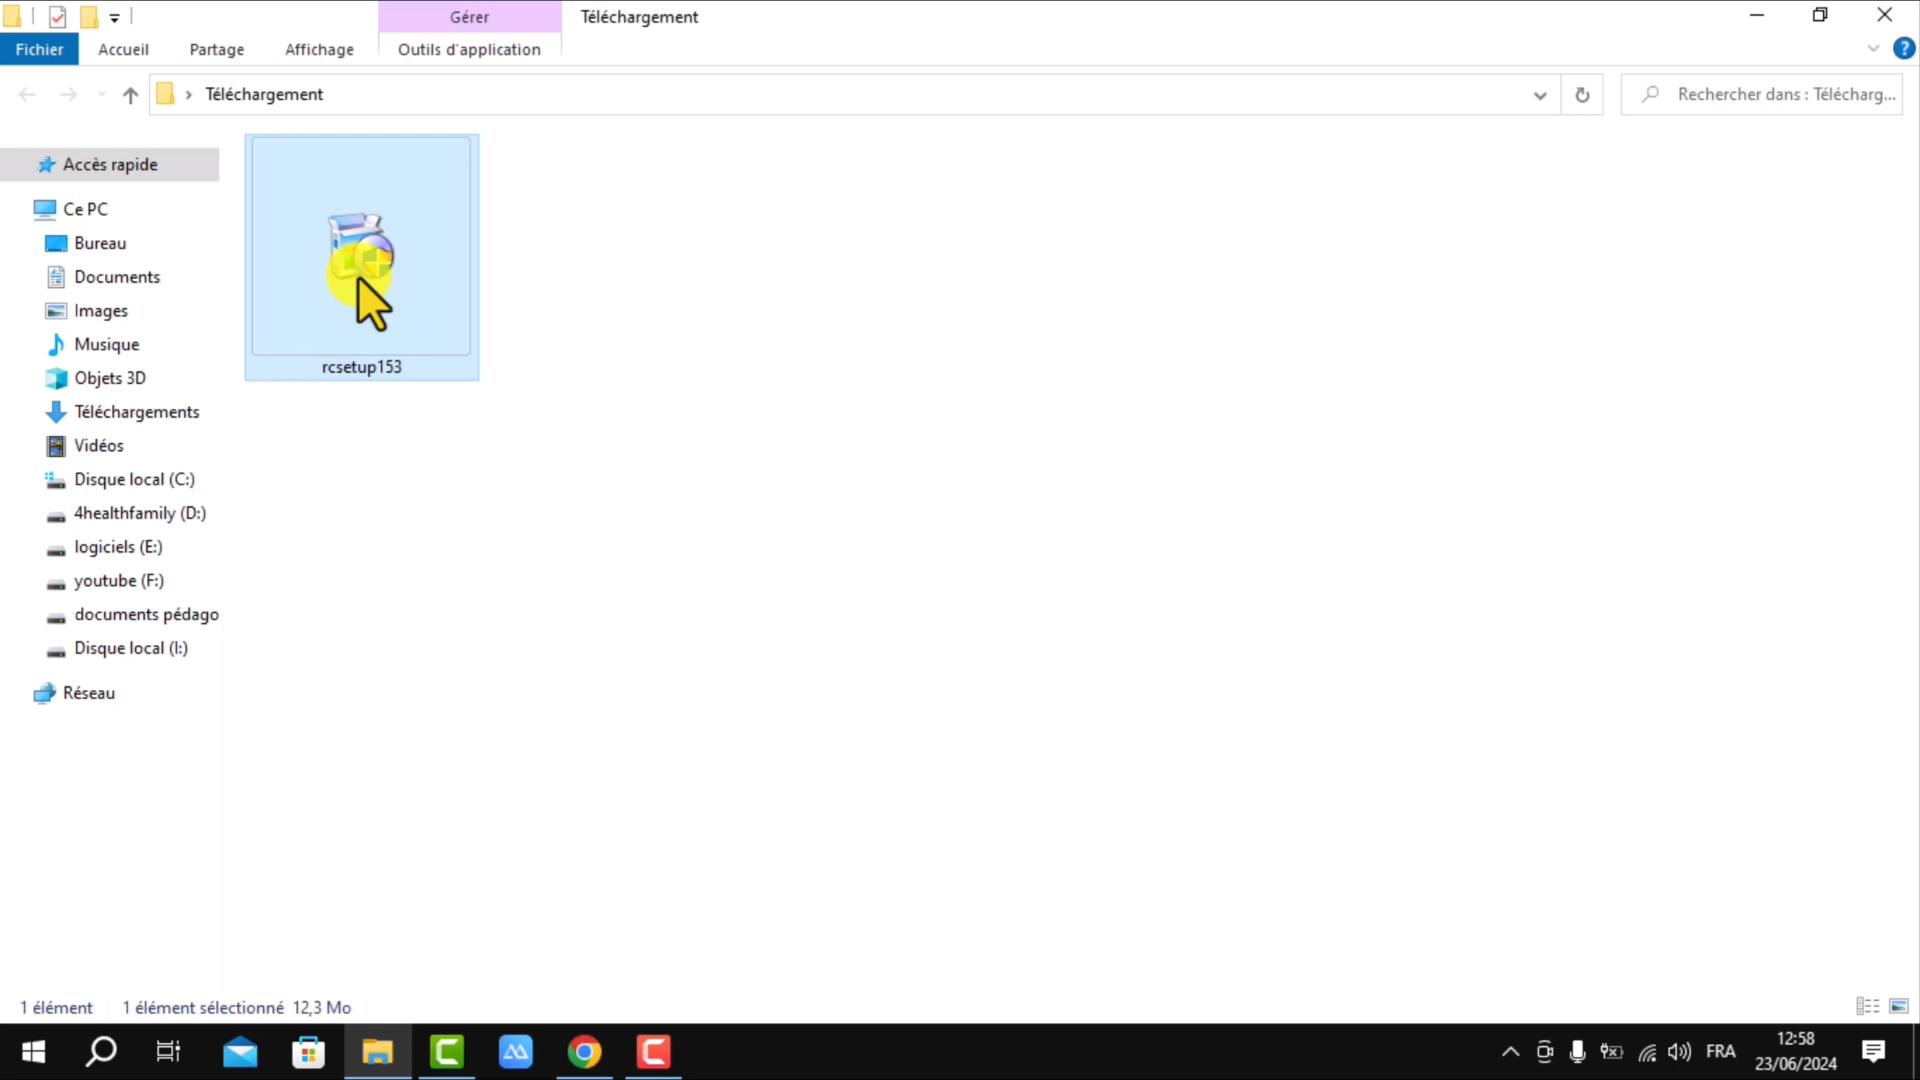 Gérer
Téléchargement
Fichier
Accueil
Partage
Affichage
Outils d'application
?
Téléchargement
Rechercher dans : Télécharg...
rcsetup153
Accès rapide
Ce PC
Bureau
Documents
Images
Musique
Objets 3D
Téléchargements
Vidéos
Disque local (C:)
4healthfamily (D:)
logiciels (E:)
youtube (F:)
documents pédago
Disque local (I:)
Réseau
1 élément
1 élément sélectionné 12,3 Mo
FRA
12:58
23/06/2024